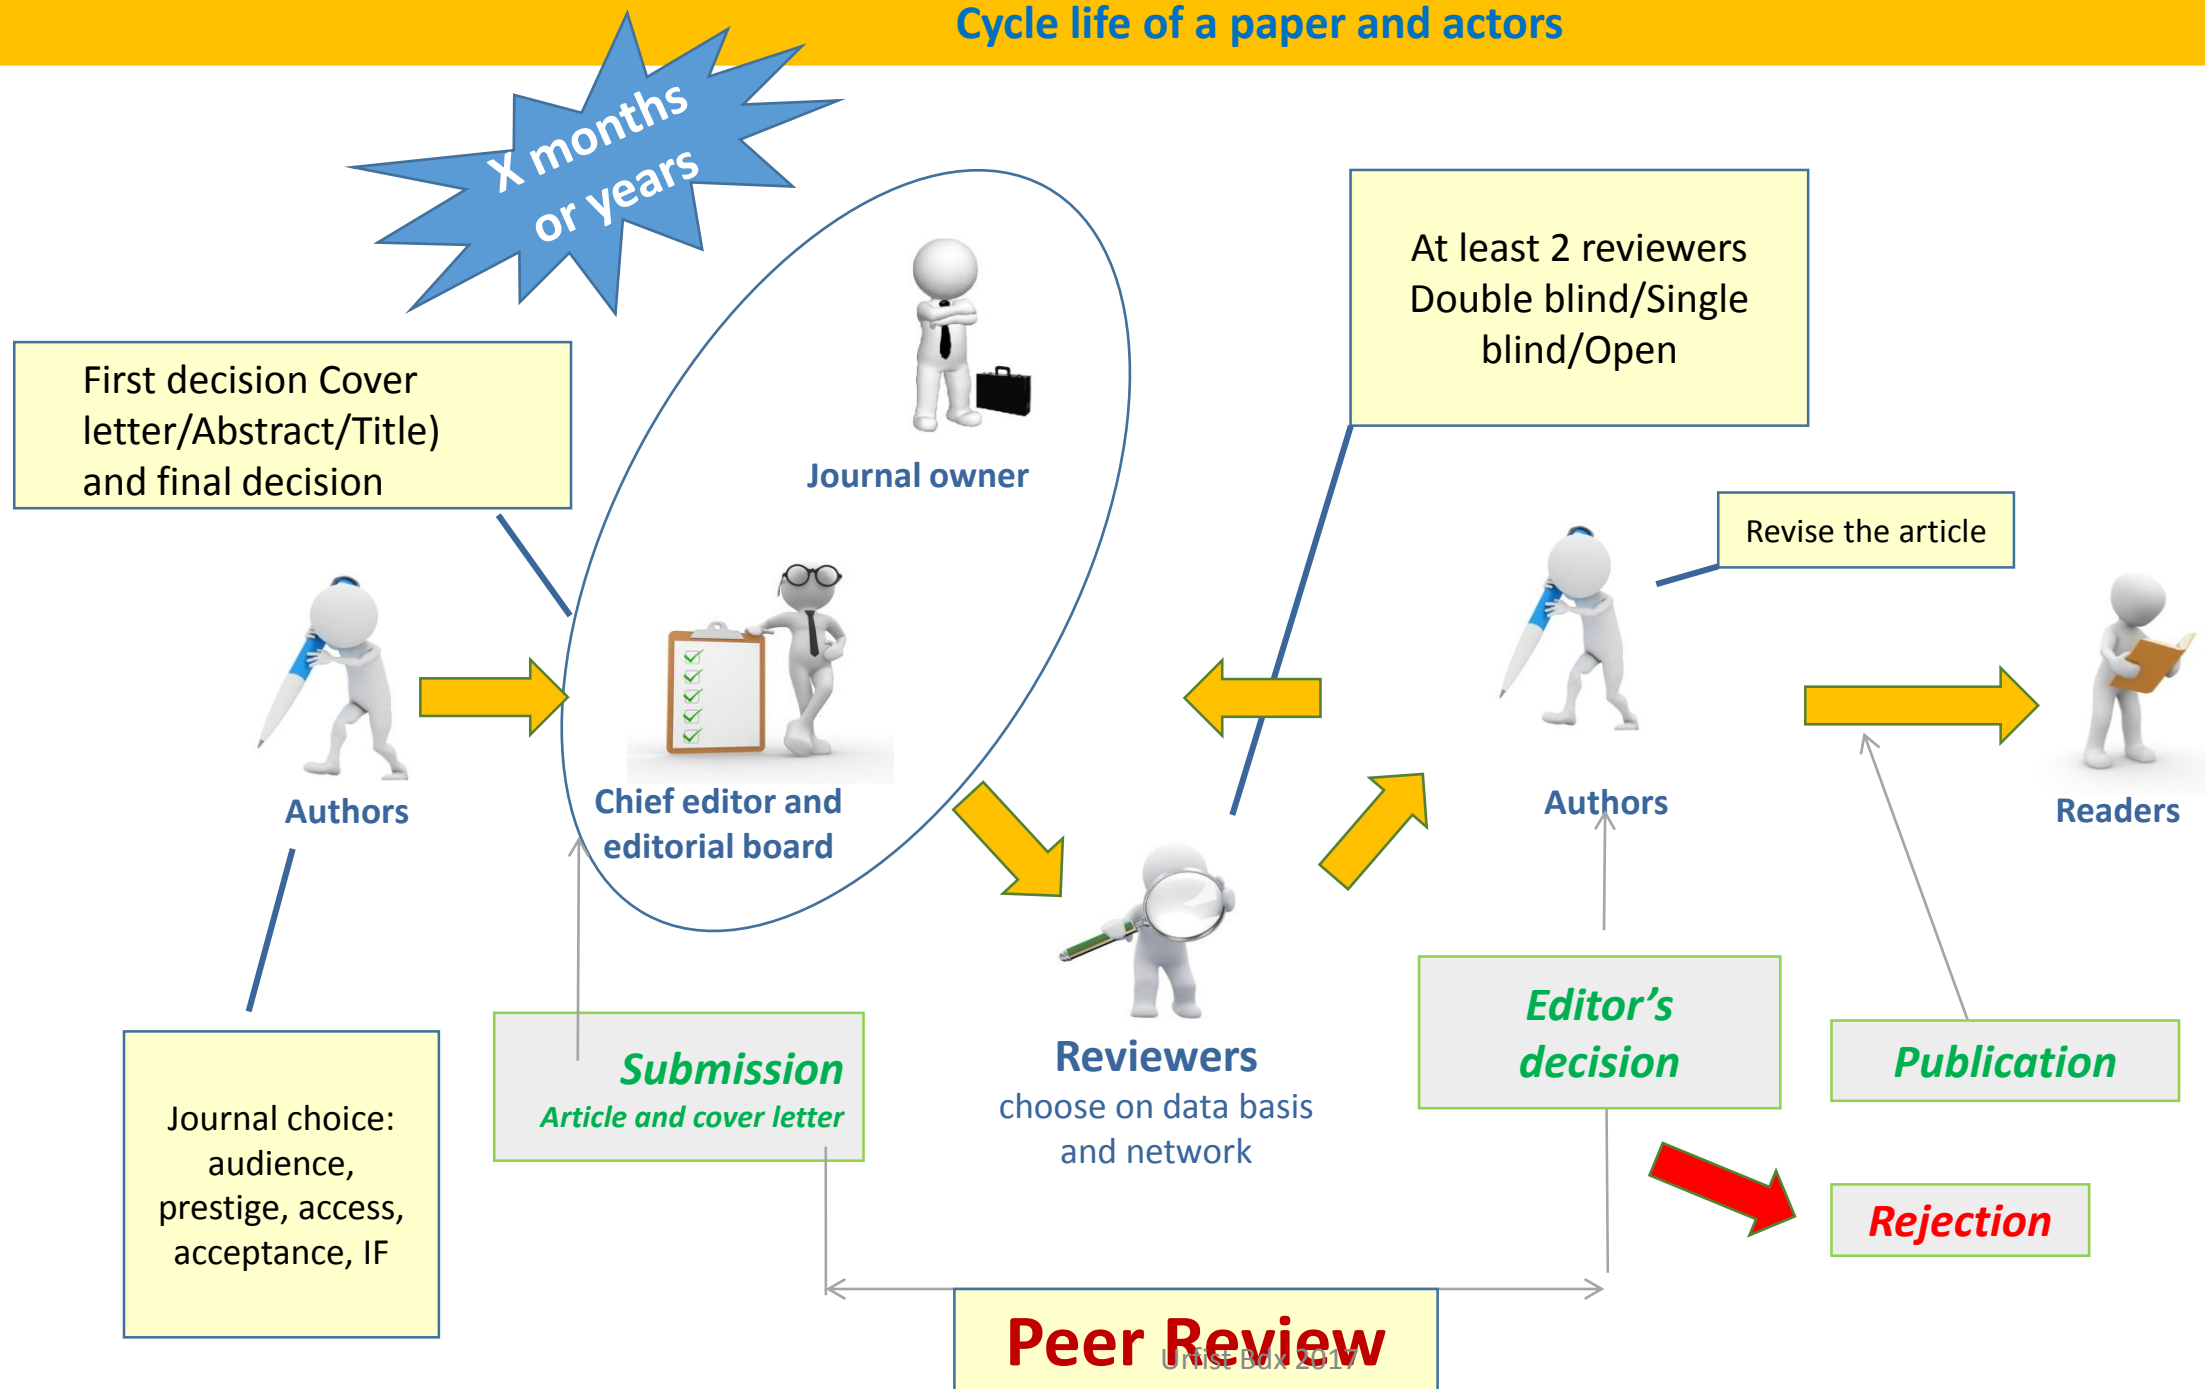 Cycle life of a paper and actors
X months
or years
At least 2 reviewers
Double blind/Single
blind/Open
First decision Cover
letter/Abstract/Title)
and final decision
Journal owner
Revise the article
Authors
Chief editor and
editorial board
Authors
Readers
Reviewers
choose on data basis
and network
Submission
Article and cover letter
Editor’s
decision
Publication
Journal choice:
audience,
prestige, access,
acceptance, IF
Rejection
Peer Review
Urfist Bdx 2017